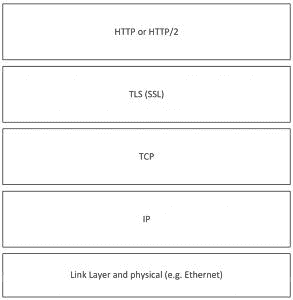 HTTP or HTTP/2
TLS (SSL)
TCP
IP
Link Layer and physical (e.g. Ethernet)